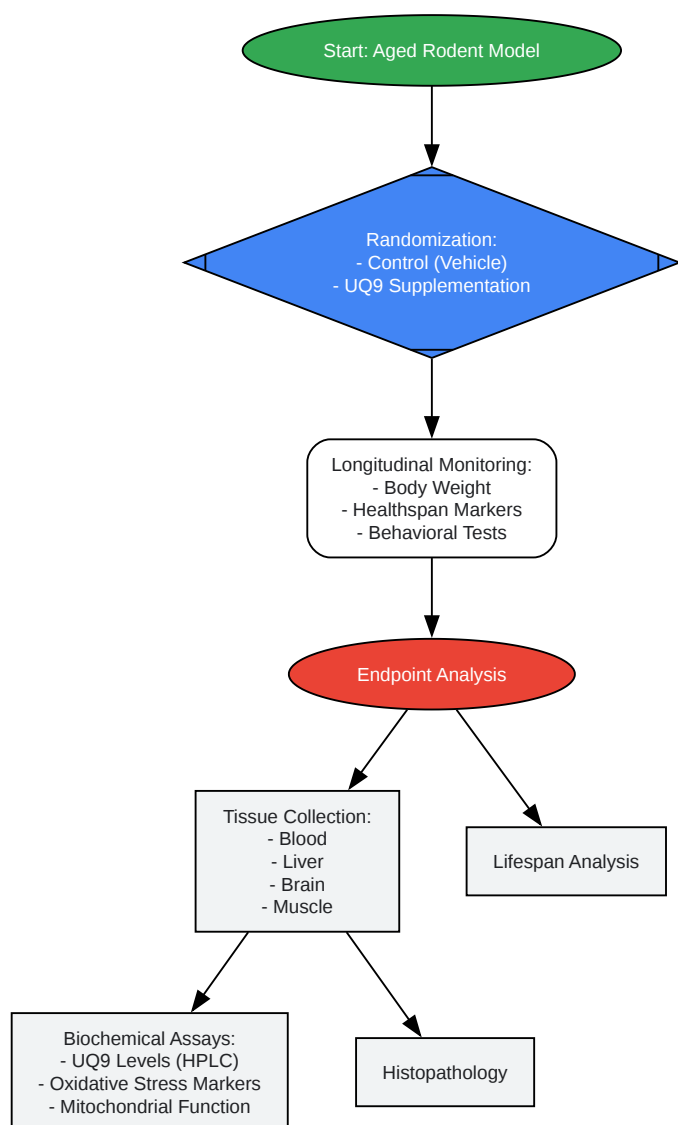 Start: Aged Rodent Model
Randomization:
- Control (Vehicle)
- UQ9 Supplementation
Longitudinal Monitoring:
- Body Weight
- Healthspan Markers
- Behavioral Tests
Endpoint Analysis
Tissue Collection:
- Blood
- Liver
- Brain
- Muscle
Lifespan Analysis
Biochemical Assays:
- UQ9 Levels (HPLC)
- Oxidative Stress Markers
- Mitochondrial Function
Histopathology